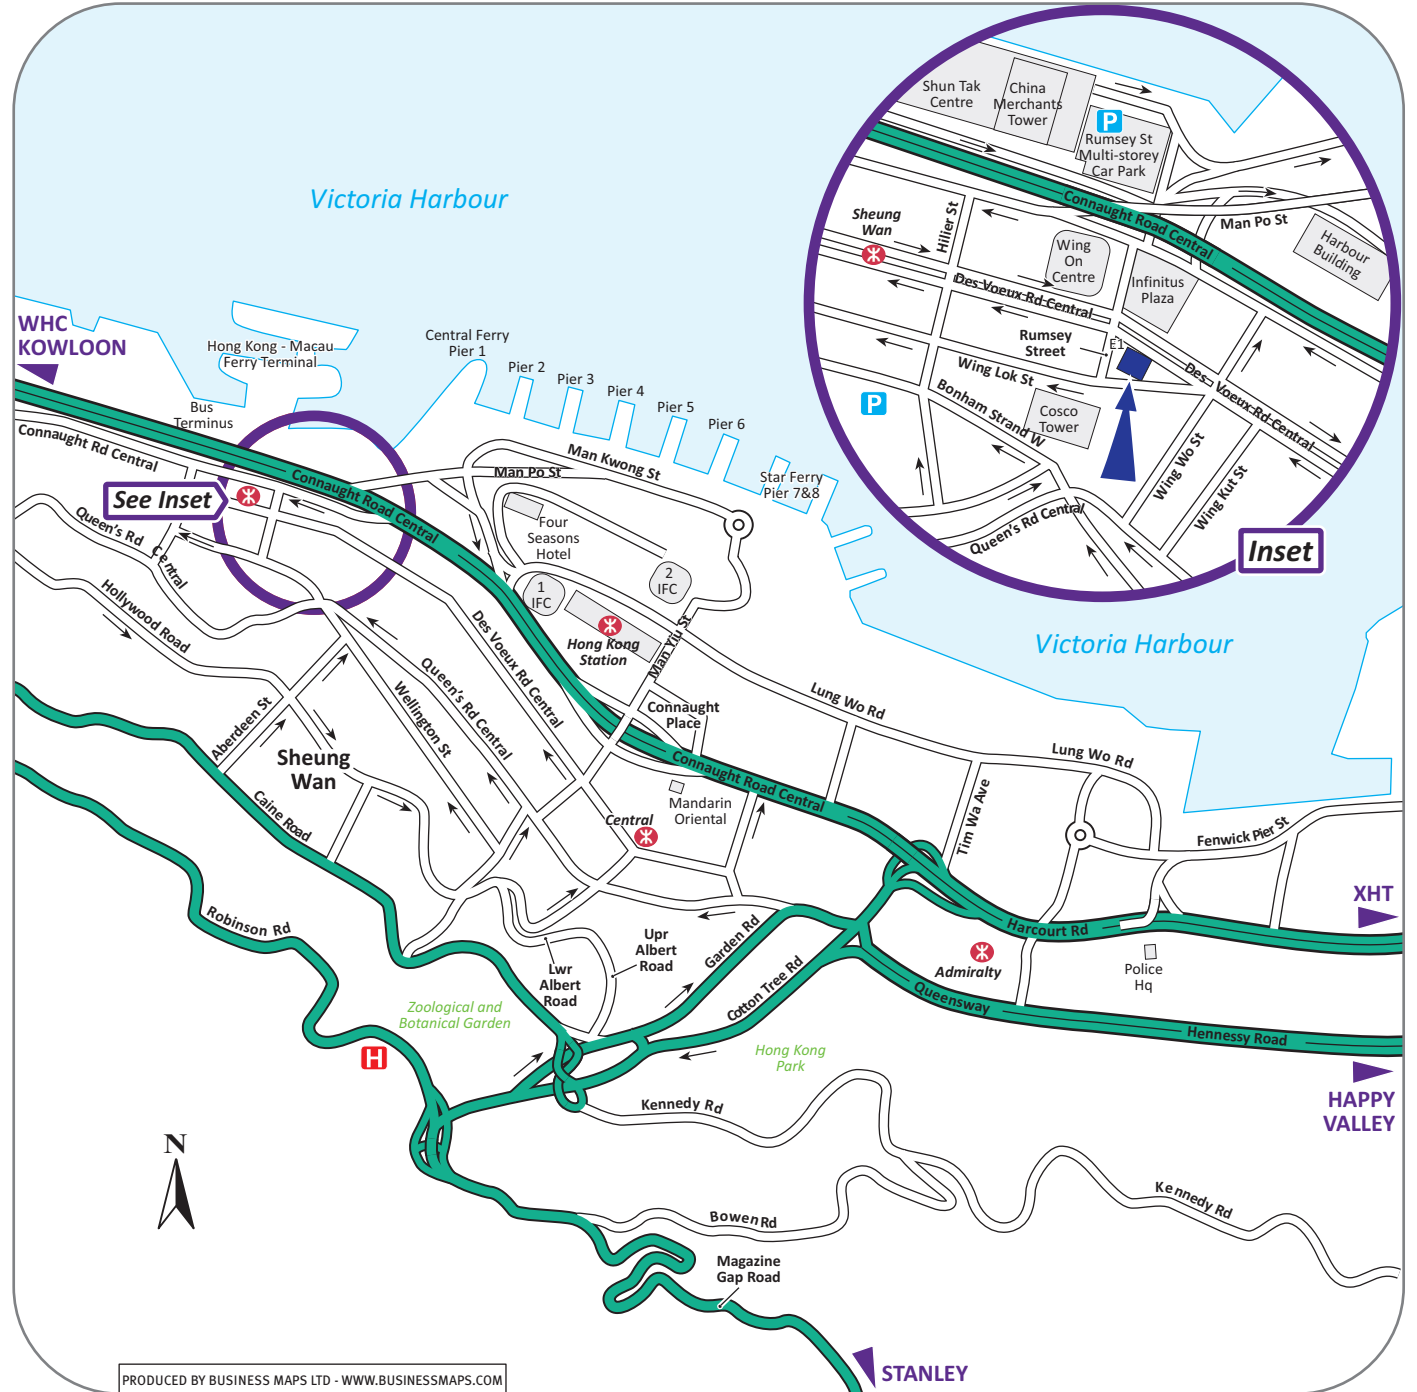 Victoria Harbour
WHC
KOWLOON
Hong Kong - Macau
Ferry Terminal
Bus
Terminus
Central Ferry
Pier 1
Pier 2
Pier 3
Pier 4
Pier 5
Pier 6
Star Ferry
Pier 7&8
Connaught Rd Central
See Inset
Connaught Road Central
Man Po St
Man Kwong St
Four
Seasons
Hotel
1
IFC
2
IFC
Hong Kong
Station
Man Yiu St
Queen's Rd
Central
Hollywood Road
Des Voeux Rd Central
Queen's Rd Central
Wellington St
Aberdeen St
Sheung
Wan
Caine Road
Robinson Rd
Connaught
Place
Connaught Road Central
Mandarin
Oriental
Central
Lung Wo Rd
Lung Wo Rd
Tim Wa Ave
Fenwick Pier St
Victoria Harbour
XHT
Harcourt Rd
Admiralty
Police
Hq
Queensway
Hennessy Road
HAPPY
VALLEY
Garden Rd
Cotton Tree Rd
Upr
Albert
Road
Lwr
Albert
Road
Zoological and
Botanical Garden
Hong Kong
Park
H
Kennedy Rd
Kennedy Rd
Bowen Rd
Magazine
Gap Road
STANLEY
N
PRODUCED BY BUSINESS MAPS LTD - WWW.BUSINESSMAPS.COM
Shun Tak
Centre
China
Merchants
Tower
P
Rumsey St
Multi-storey
Car Park
Connaught Road Central
Man Po St
Harbour
Building
Sheung
Wan
Hilier St
Wing
On
Centre
Infinitus
Plaza
Des Voeux Rd Central
Rumsey
Street
E1
Wing Lok St
Des Voeux Rd Central
Bonham Strand W
Cosco
Tower
P
Wing Wo St
Wing Kut St
Queen's Rd Central
Inset